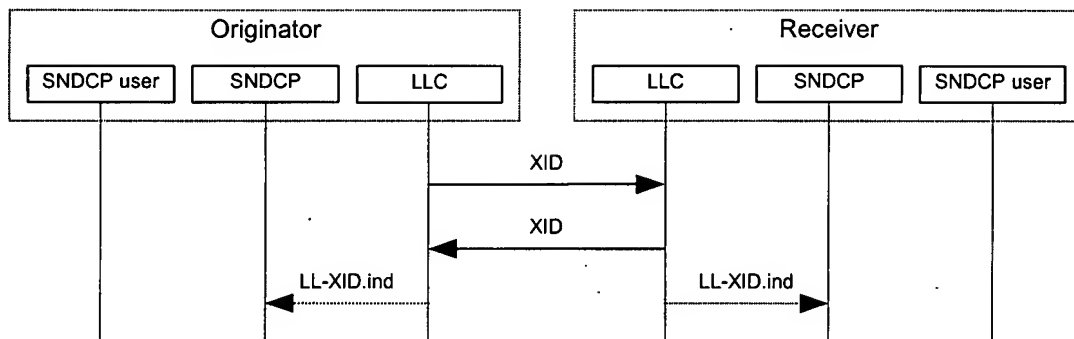 Originator
Receiver
SNDCP user
SNDCP
LLC
LLC
SNDCP
SNDCP user
XID
XID
LL-XID.ind
LL-XID.ind